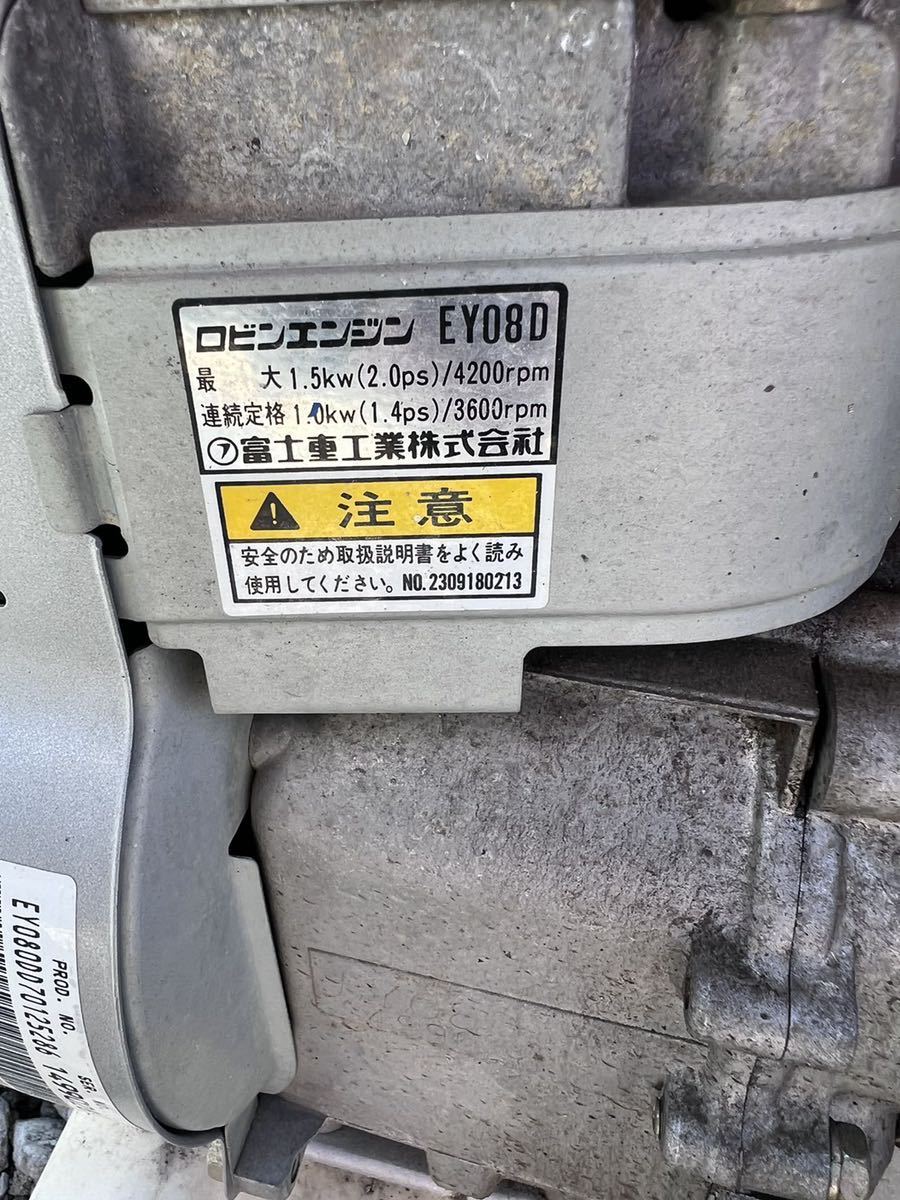 ロビンエンジン EY08D
最 大1.5kw(2.0ps)/4200rpm
連続定格1.0kw(1.4ps)/3600rpm
㋐富士重工業株式会社
注意
安全のため取扱説明書をよく読み
使用してください。NO.2309180213
PROD. NO.
EY080D070125286